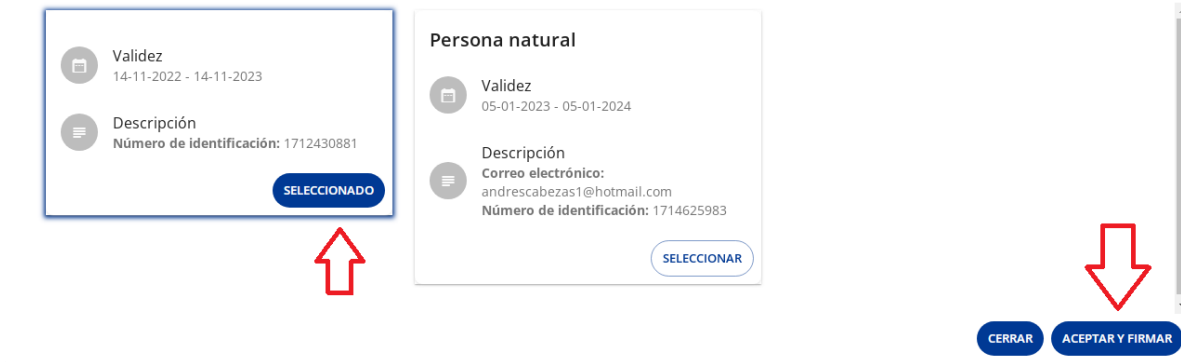 Validez
14-11-2022 - 14-11-2023
Descripción
Número de identificación: 1712430881
SELECCIONADO
Persona natural
Validez
05-01-2023 - 05-01-2024
Descripción
Correo electrónico:
andrescabezas1@hotmail.com
Número de identificación: 1714625983
SELECCIONAR
CERRAR
ACEPTAR Y FIRMAR